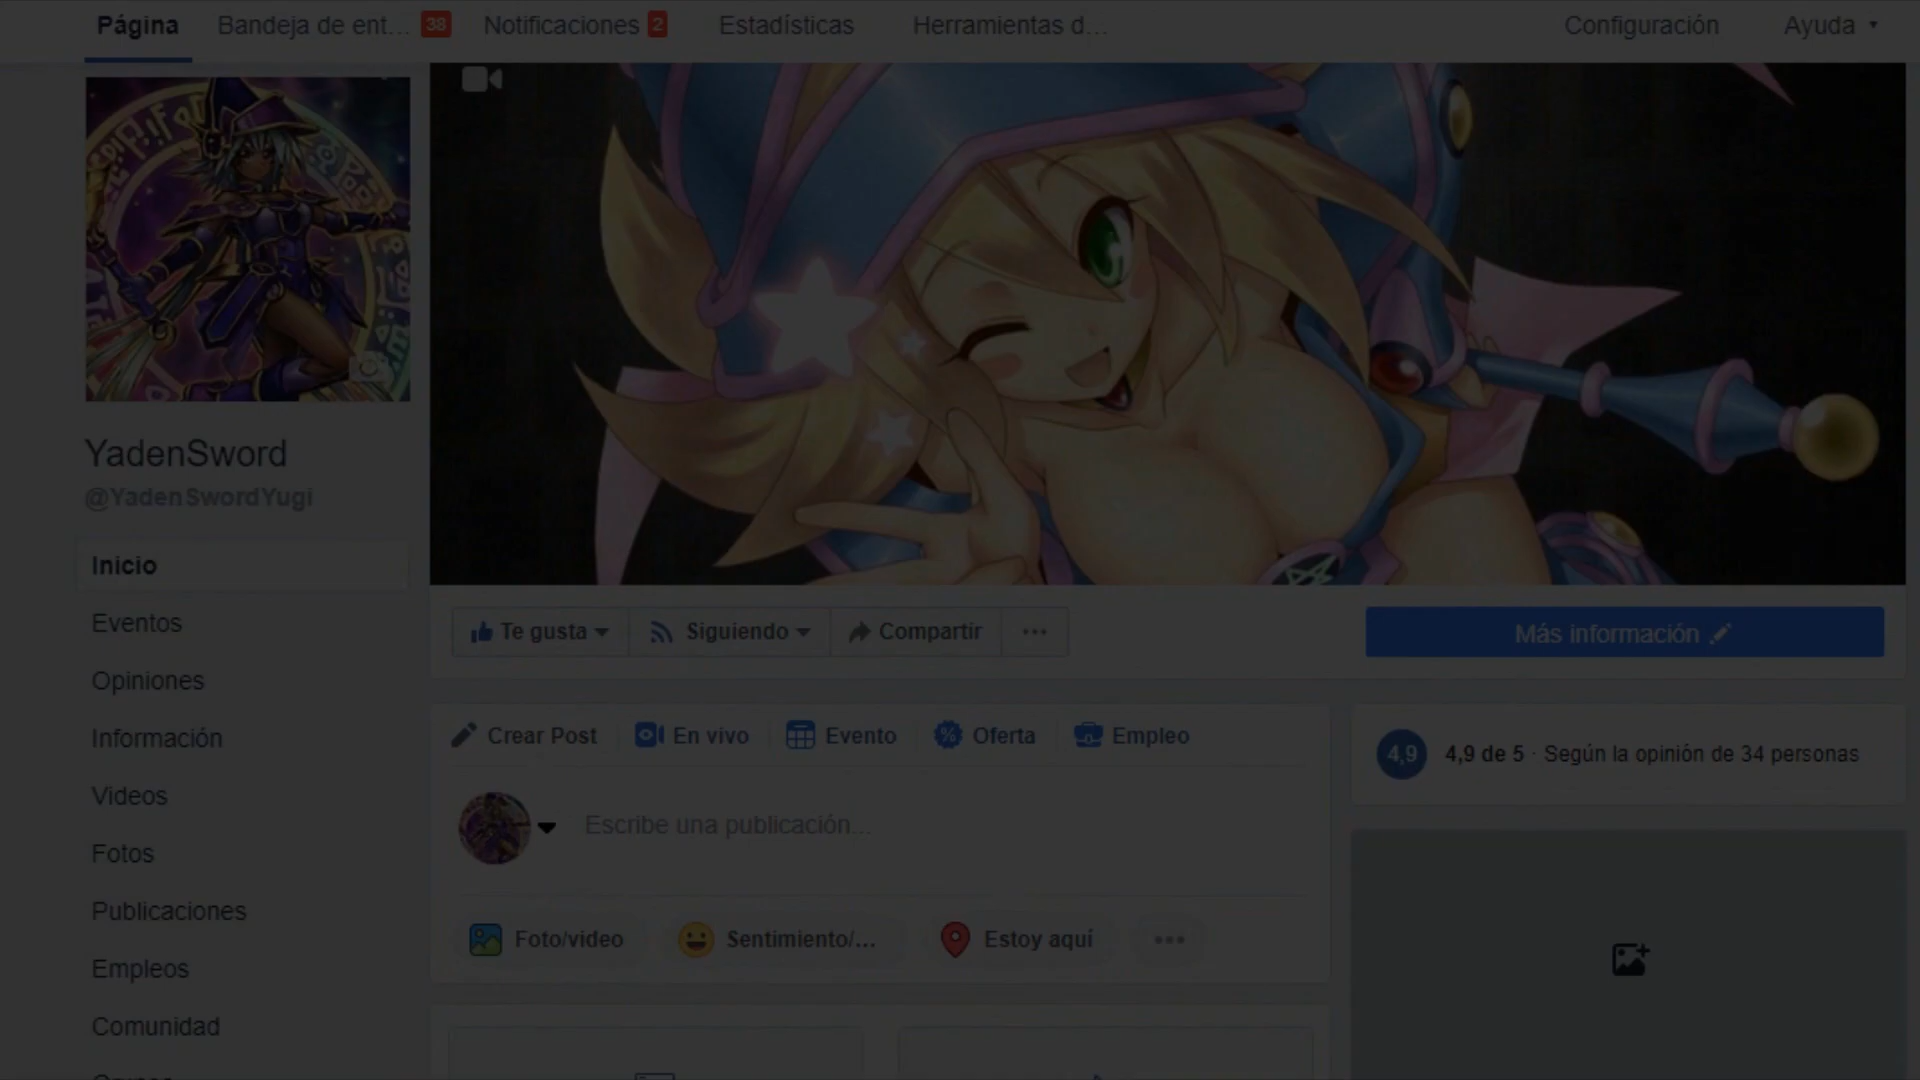 Página
Bandeja de ent... 38
Notificaciones 2
Estadísticas
Herramientas d...
Configuración
Ayuda
YadenSword
@YadenSwordYugi
Inicio
Eventos
Opiniones
Información
Videos
Fotos
Publicaciones
Empleos
Comunidad
Te gusta
Siguiendo
Compartir
Más información
Crear Post
En vivo
Evento
Oferta
Empleo
Escribe una publicación...
Foto/video
Sentimiento/...
Estoy aquí
4,9
4,9 de 5 · Según la opinión de 34 personas